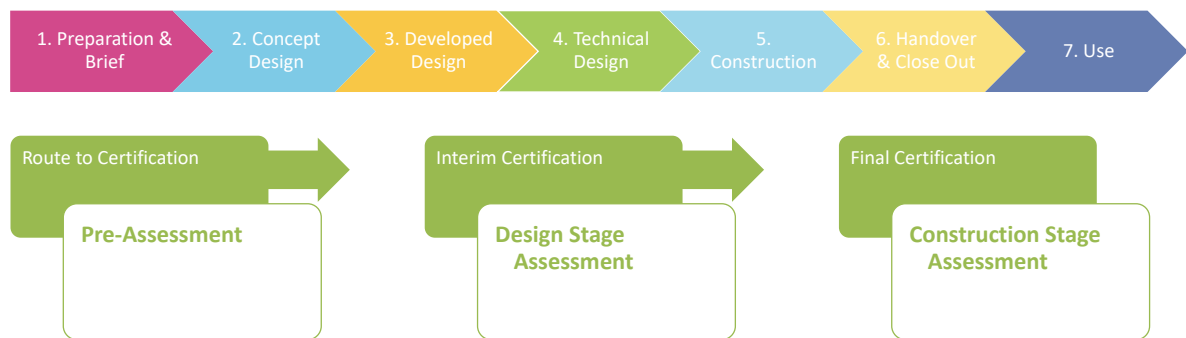 1. Preparation &
Brief
2. Concept
Design
3. Developed
Design
4. Technical
Design
5.
Construction
6. Handover
& Close Out
7. Use
Route to Certification
Pre-Assessment
Interim Certification
Design Stage
Assessment
Final Certification
Construction Stage
Assessment